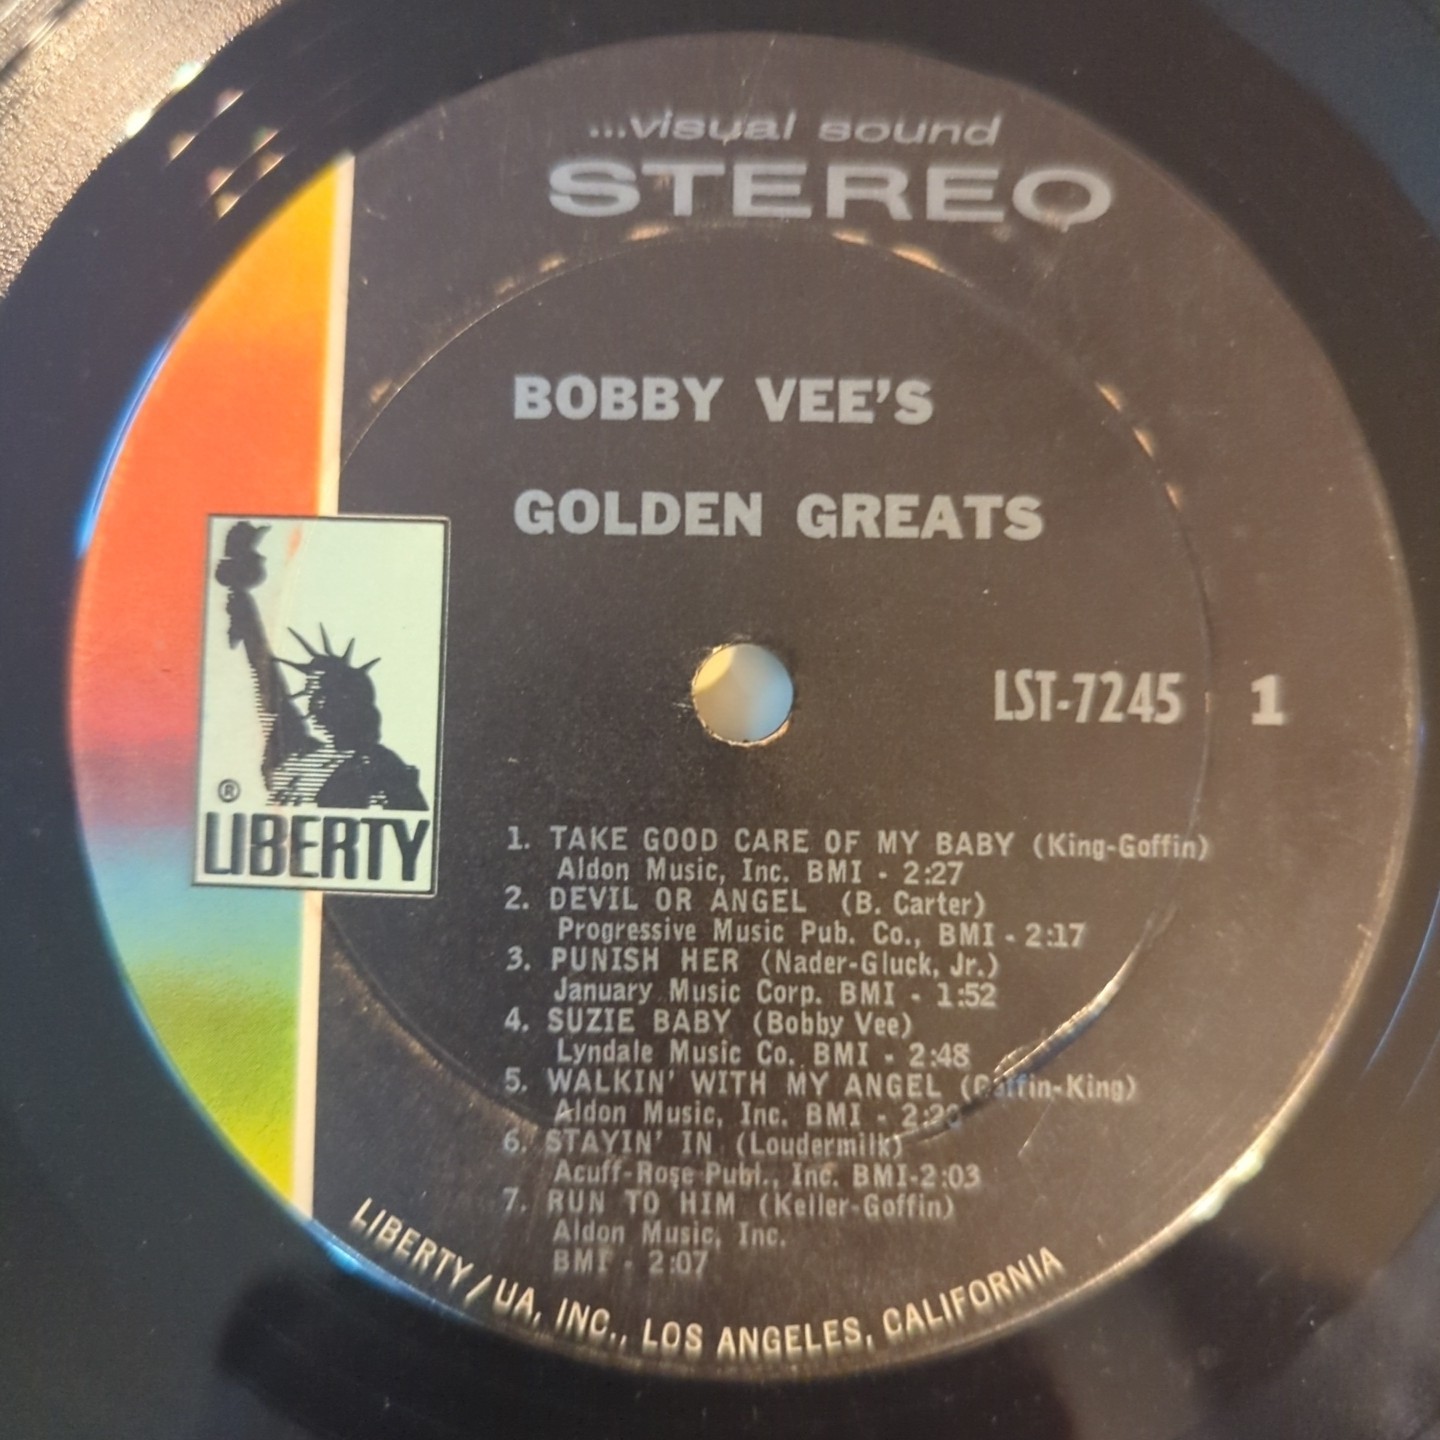 ...visual sound
STEREO
BOBBY VEE'S
GOLDEN GREATS
LST-7245 1
®
LIBERTY
1. TAKE GOOD CARE OF MY BABY (King-Goffin)
Aldon Music, Inc. BMI - 2:27
2. DEVIL OR ANGEL (B. Carter)
Progressive Music Pub. Co., BMI - 2:17
3. PUNISH HER (Nader-Gluck, Jr.)
January Music Corp. BMI - 1:52
4. SUZIE BABY (Bobby Vee)
Lyndale Music Co. BMI - 2:48
5. WALKIN' WITH MY ANGEL (Goffin-King)
Aldon Music, Inc. BMI - 2:20
6. STAYIN' IN (Loudermilk)
Acuff-Rose Publ., Inc. BMI-2:03
7. RUN TO HIM (Keller-Goffin)
Aldon Music, Inc.
BMI - 2:07
LIBERTY/UA, INC., LOS ANGELES, CALIFORNIA